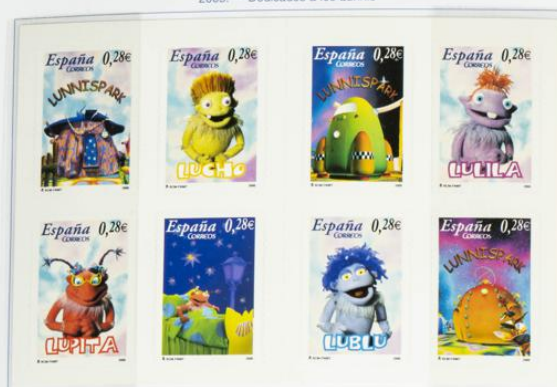 España 0,28€
CORREOS
LUNNISPARK
España 0,28€
CORREOS
LUCHO
España 0,28€
CORREOS
LUNNISPARK
España 0,28€
CORREOS
LULILA
España 0,28€
CORREOS
LUPITA
España 0,28€
CORREOS
España 0,28€
CORREOS
LUBLU
España 0,28€
CORREOS
LUNNISPARK